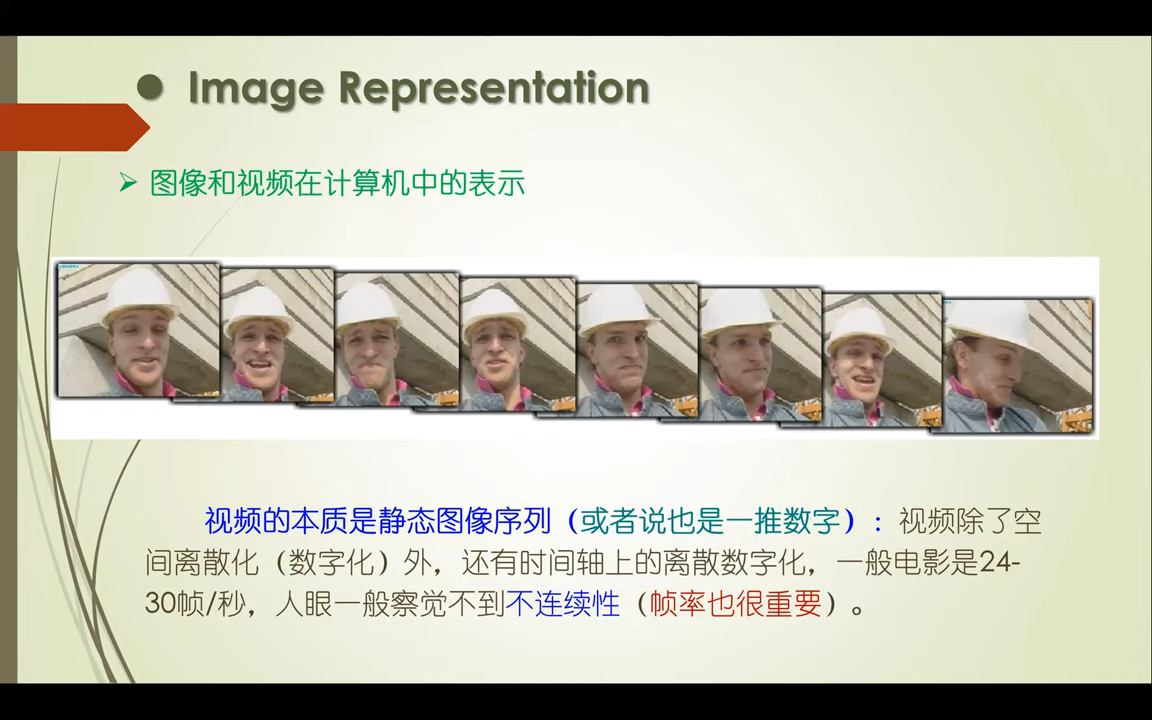 Image Representation
图像和视频在计算机中的表示
视频的本质是静态图像序列（或者说也是一推数字）：视频除了空
间离散化（数字化）外，还有时间轴上的离散数字化，一般电影是24-
30帧/秒，人眼一般察觉不到不连续性（帧率也很重要）。